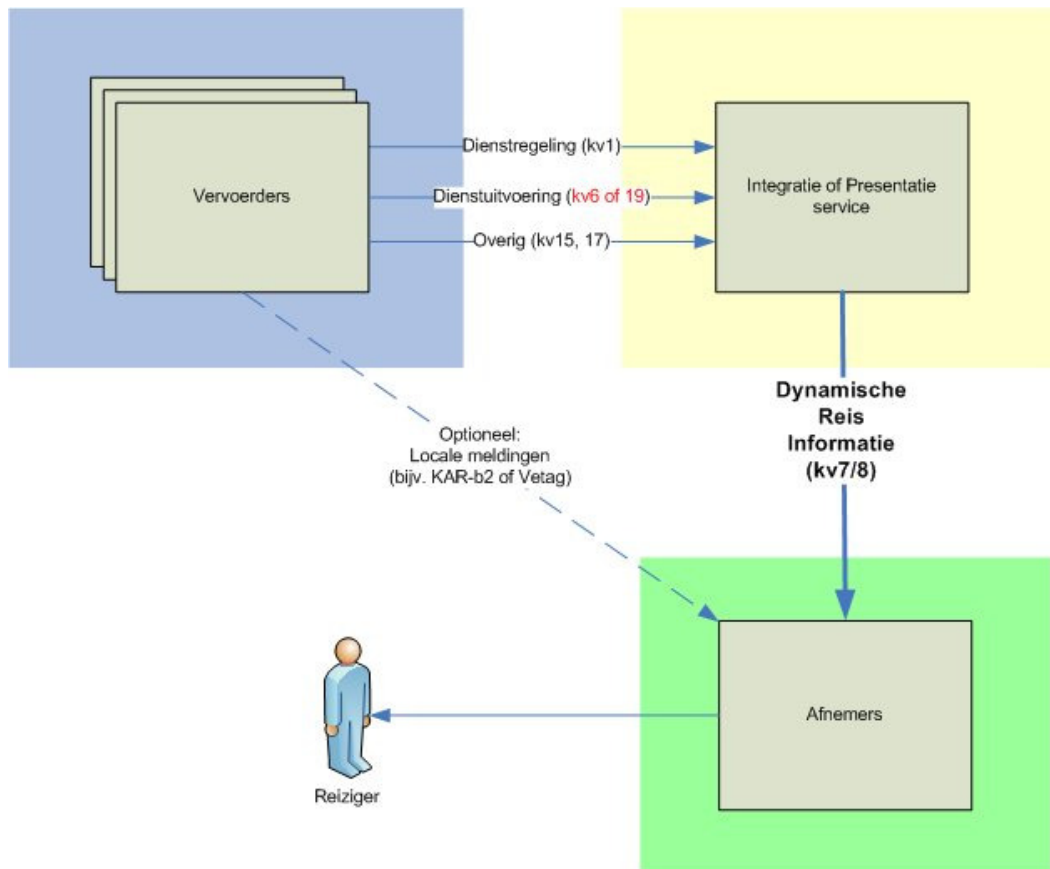 Vervoerders
Dienstregeling (kv1)
Dienstuitvoering (kv6 of 19)
Overig (kv15, 17)
Integratie of Presentatie
service
Dynamische
Reis
Informatie
(kv7/8)
Optioneel:
Locale meldingen
(bijv. KAR-b2 of Vetag)
Afnemers
Reiziger